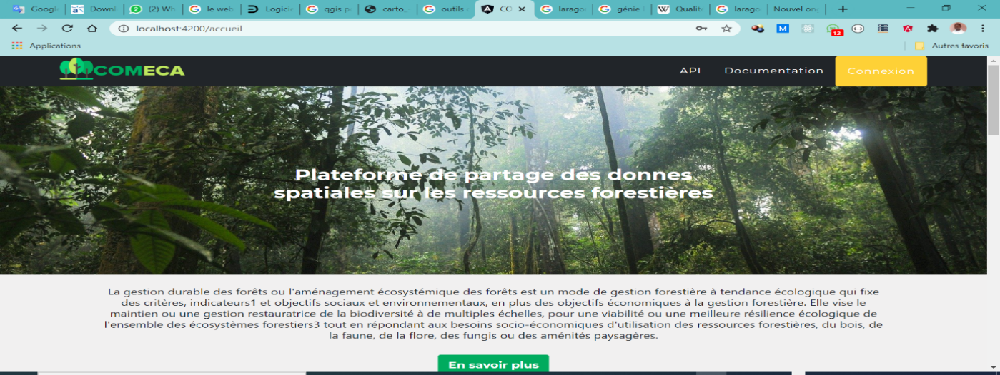 Google
Downl
(2) Wh
le web
Logicie
qgis p
carto_
outils
CO
larago
génie l
Qualité
larago
Nouvel on
localhost:4200/accueil
12
Applications
Autres favoris
COMECA
API
Documentation
Connexion
Plateforme de partage des donnes
spatiales sur les ressources forestières
La gestion durable des forêts ou l'aménagement écosystémique des forêts est un mode de gestion forestière à tendance écologique qui fixe
des critères, indicateurs1 et objectifs sociaux et environnementaux, en plus des objectifs économiques à la gestion forestière. Elle vise le
maintien ou une gestion restauratrice de la biodiversité à de multiples échelles, pour une viabilité ou une meilleure résilience écologique de
l'ensemble des écosystèmes forestiers3 tout en répondant aux besoins socio-économiques d'utilisation des ressources forestières, du bois, de
la faune, de la flore, des fungis ou des aménités paysagères.
En savoir plus